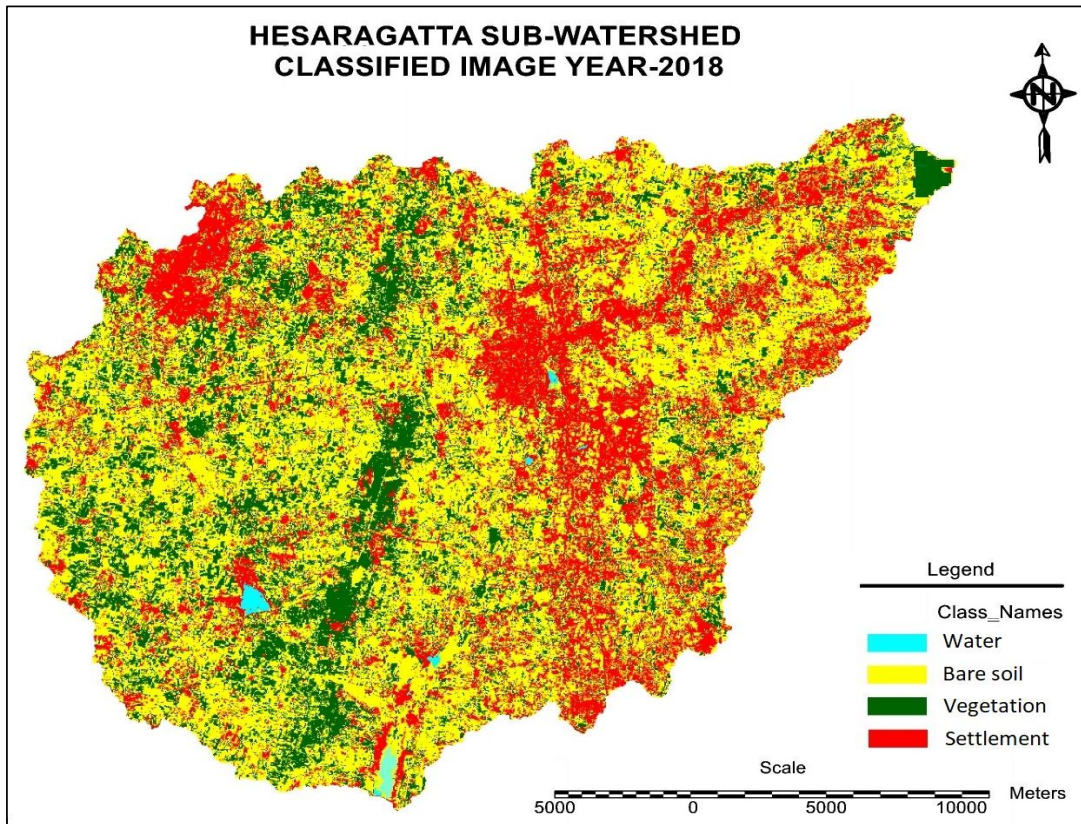 HESARAGATTA SUB-WATERSHED
CLASSIFIED IMAGE YEAR-2018
N
Legend
Class_Names
Water
Bare soil
Vegetation
Settlement
Scale
5000 0 5000 10000 Meters